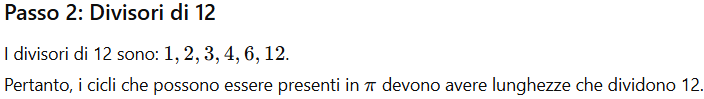 Passo 2: Divisori di 12
I divisori di 12 sono: 1, 2, 3, 4, 6, 12.
Pertanto, i cicli che possono essere presenti in π devono avere lunghezze che dividono 12.